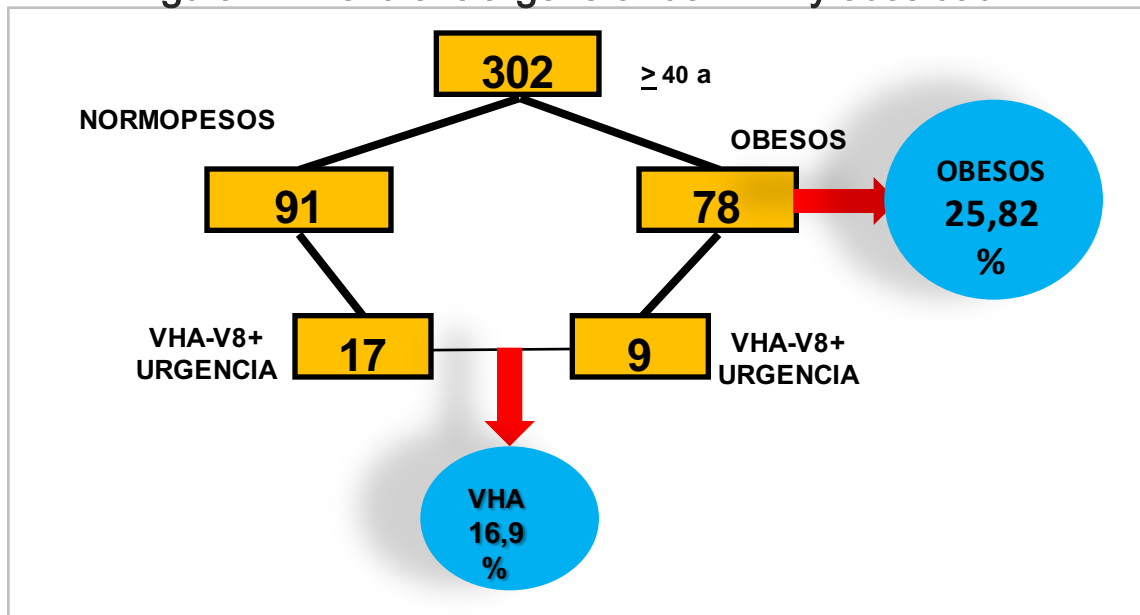 302
≥ 40 a
NORMOPESOS
OBESOS
91
78
OBESOS
25,82
%
VHA-V8+
URGENCIA
17
9
VHA-V8+
URGENCIA
VHA
16,9
%